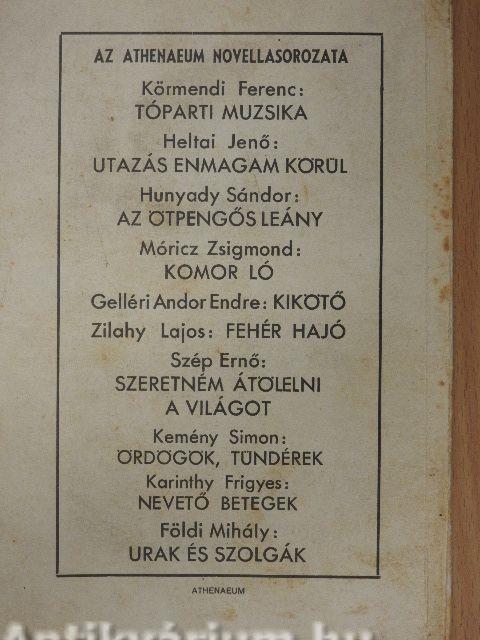 AZ ATHENAEUM NOVELLASOROZATA
Körmendi Ferenc:
TÓPARTI MUZSIKA
Heltai Jenő:
UTAZÁS ENMAGAM KÖRÜL
Hunyady Sándor:
AZ ÖTPENGŐS LEÁNY
Móricz Zsigmond:
KOMOR LÓ
Gelléri Andor Endre: KIKÖTŐ
Zilahy Lajos: FEHÉR HAJÓ
Szép Ernő:
SZERETNÉM ÁTÖLELNI
A VILÁGOT
Kemény Simon:
ÖRDÖGÖK, TÜNDÉREK
Karinthy Frigyes:
NEVETŐ BETEGEK
Földi Mihály:
URAK ÉS SZOLGÁK
ATHENAEUM
Antikvárium.hu